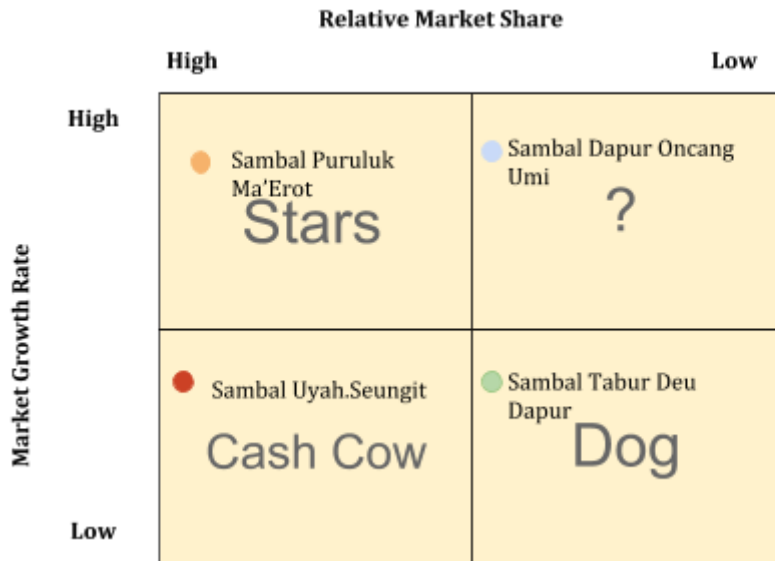 Relative Market Share
High
Low
High
Sambal Puruluk
Ma'Erot
Stars
Sambal Dapur Oncang
Umi
?
Market Growth Rate
Sambal Uyah.Seungit
Cash Cow
Sambal Tabur Deu
Dapur
Dog
Low